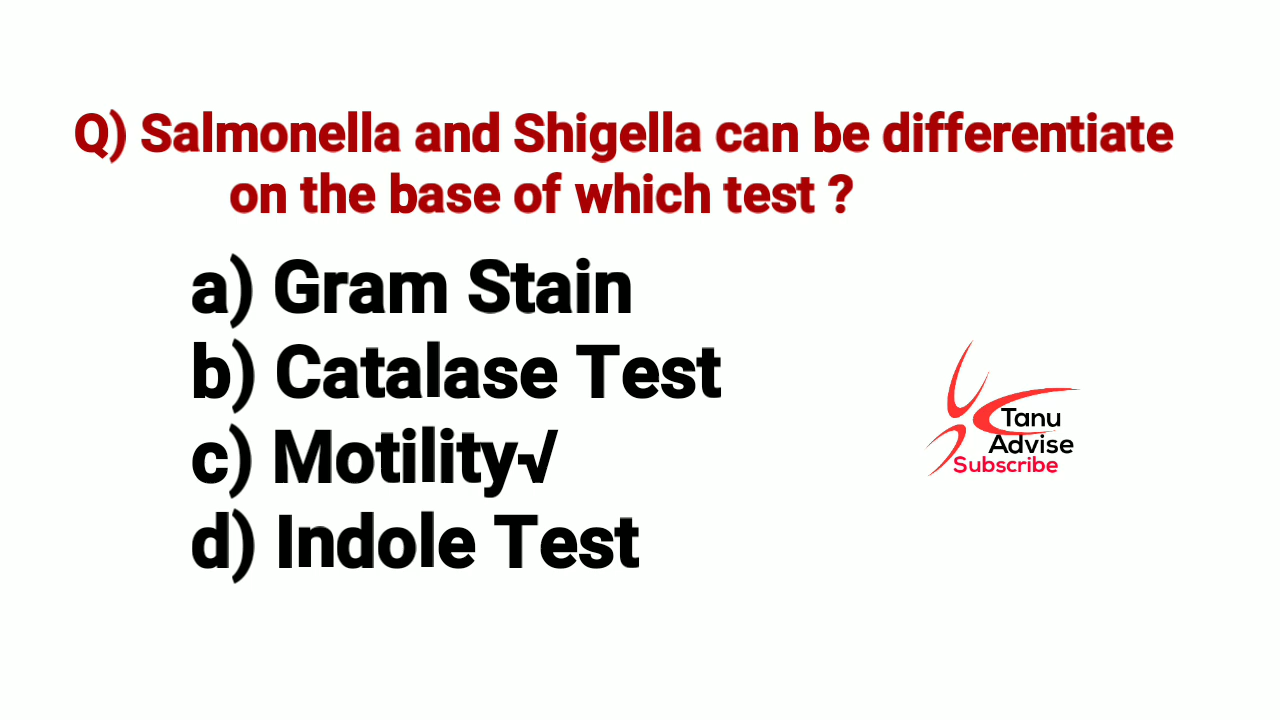 Q) Salmonella and Shigella can be differentiate
on the base of which test ?
a) Gram Stain
b) Catalase Test
c) Motility√
d) Indole Test
Tanu
Advise
Subscribe